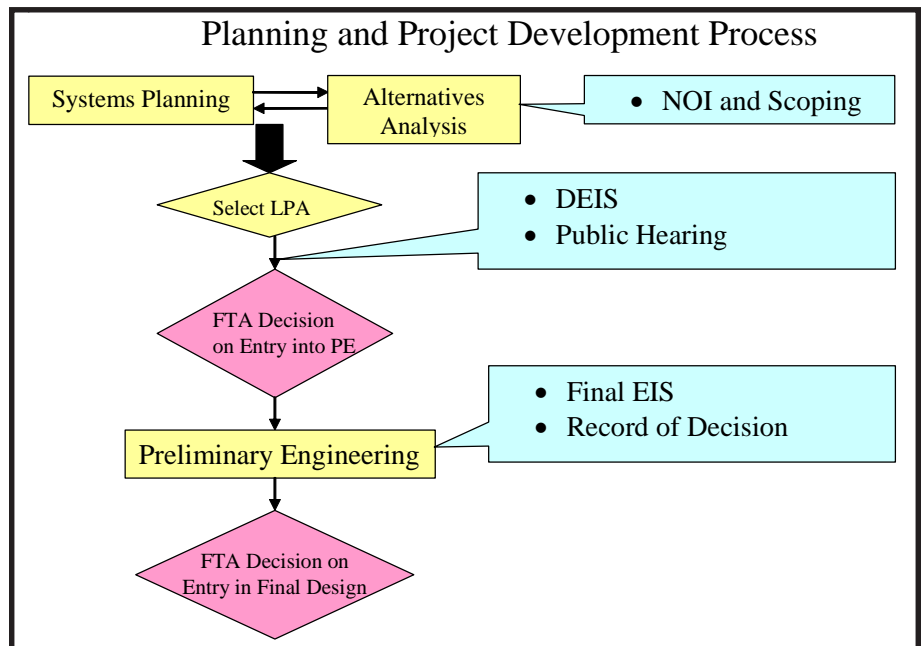 Planning and Project Development Process
Systems Planning
Alternatives
Analysis
• NOI and Scoping
Select LPA
• DEIS
• Public Hearing
FTA Decision
on Entry into PE
• Final EIS
• Record of Decision
Preliminary Engineering
FTA Decision on
Entry in Final Design